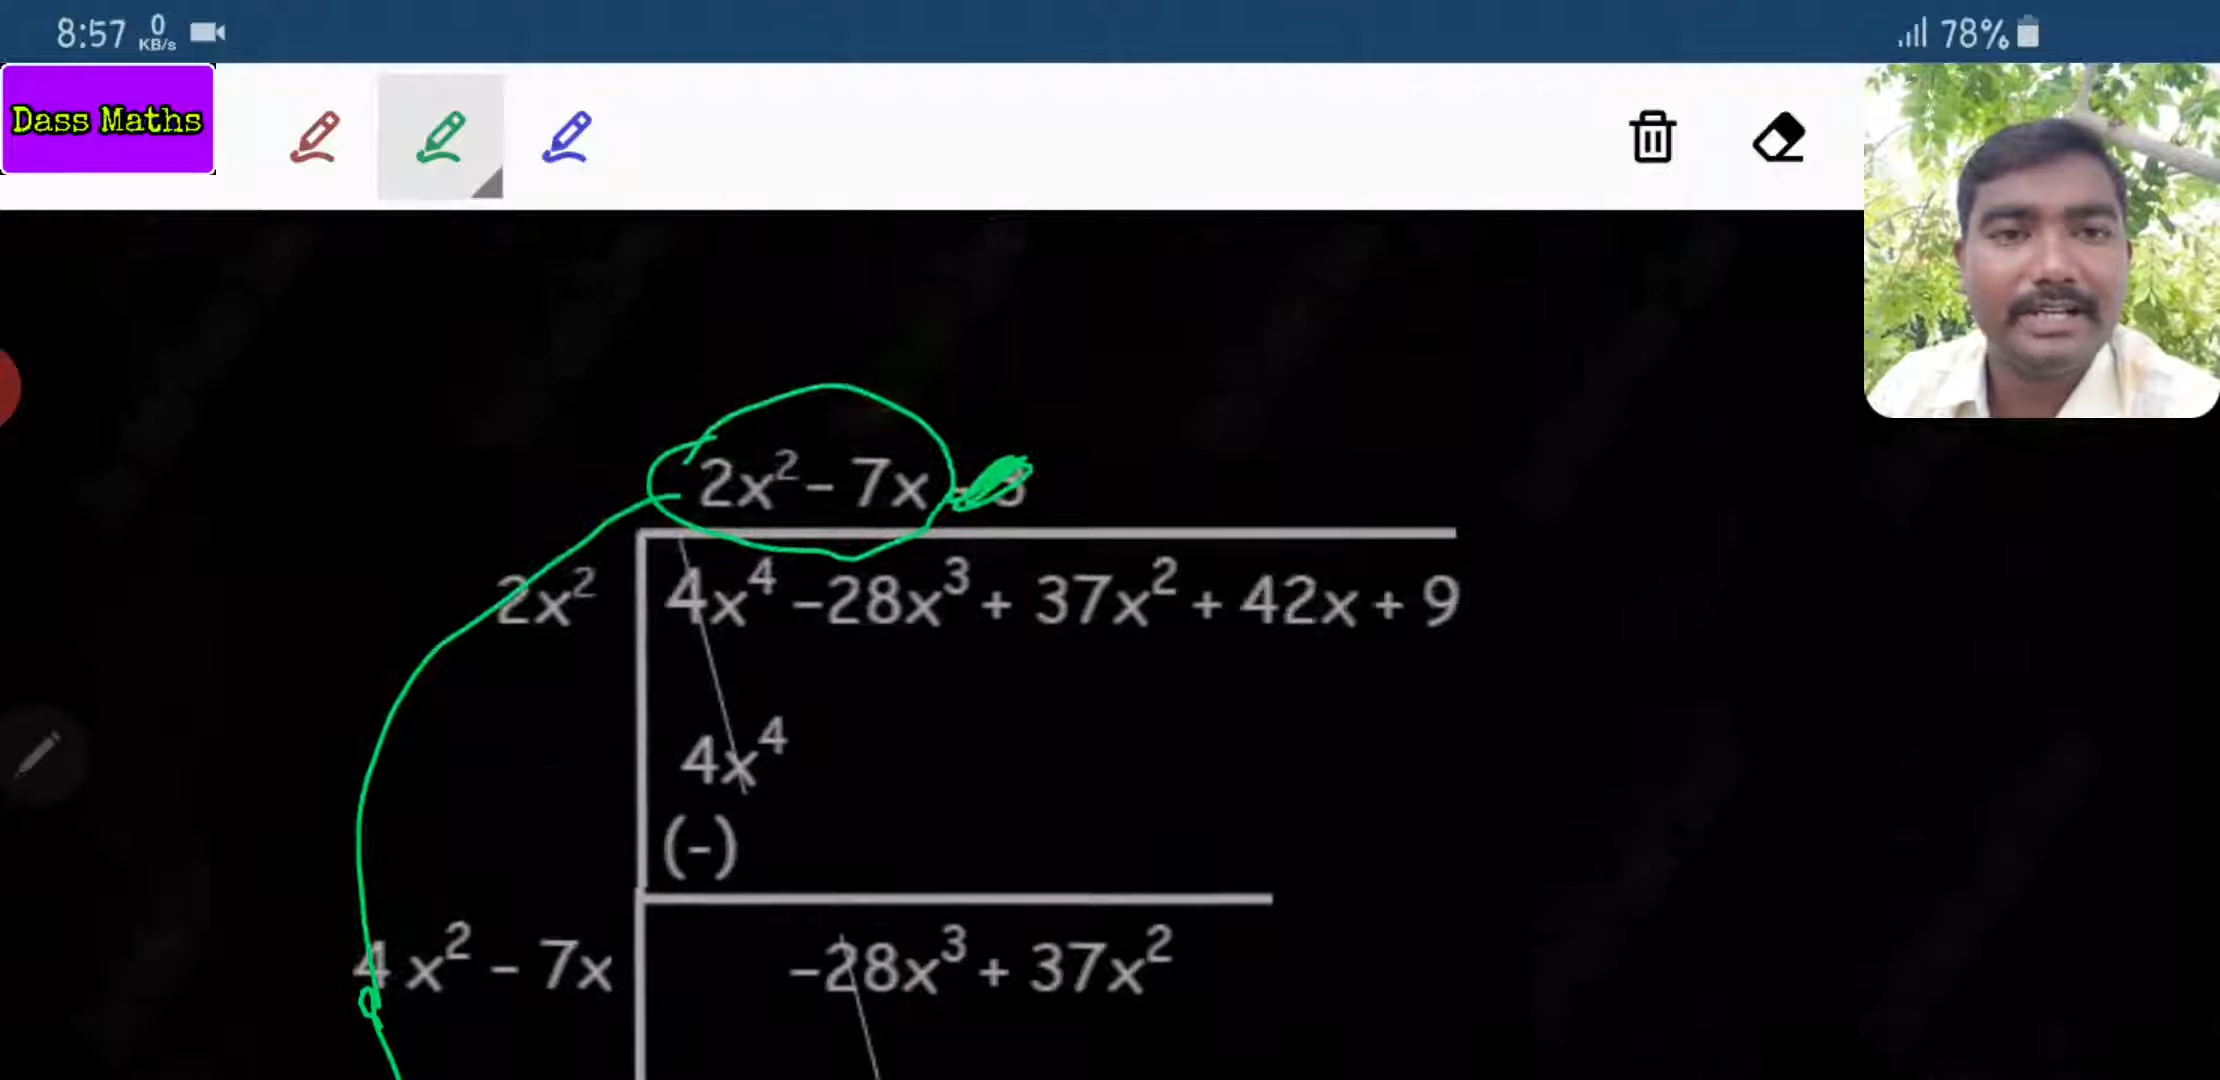 8:57 0 KB/s 78%
Dass Maths
2x² – 7x – 3
2x² 4x⁴ –28x³ + 37x² + 42x + 9
4x⁴
(-)
4x² – 7x –28x³ + 37x²